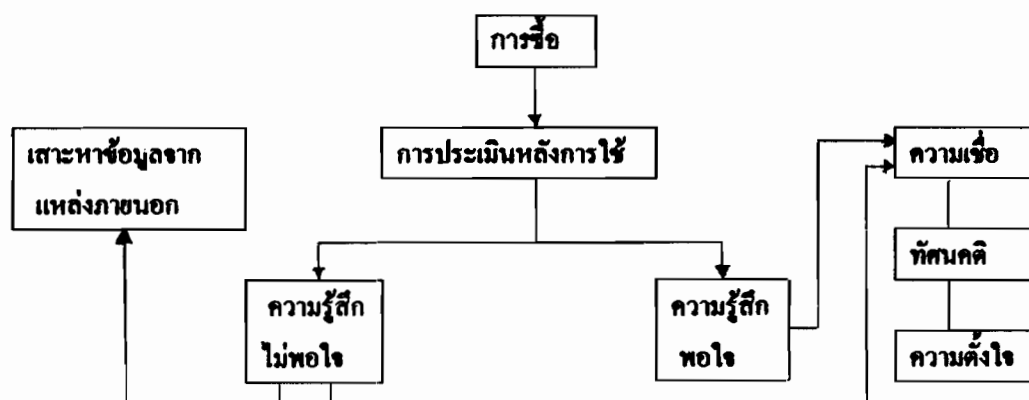 การซื้อ
เสาะหาข้อมูลจาก
แหล่งภายนอก
การประเมินหลังการใช้
ความเชื่อ
ทัศนคติ
ความตั้งใจ
ความรู้สึก
ไม่พอใจ
ความรู้สึก
พอใจ